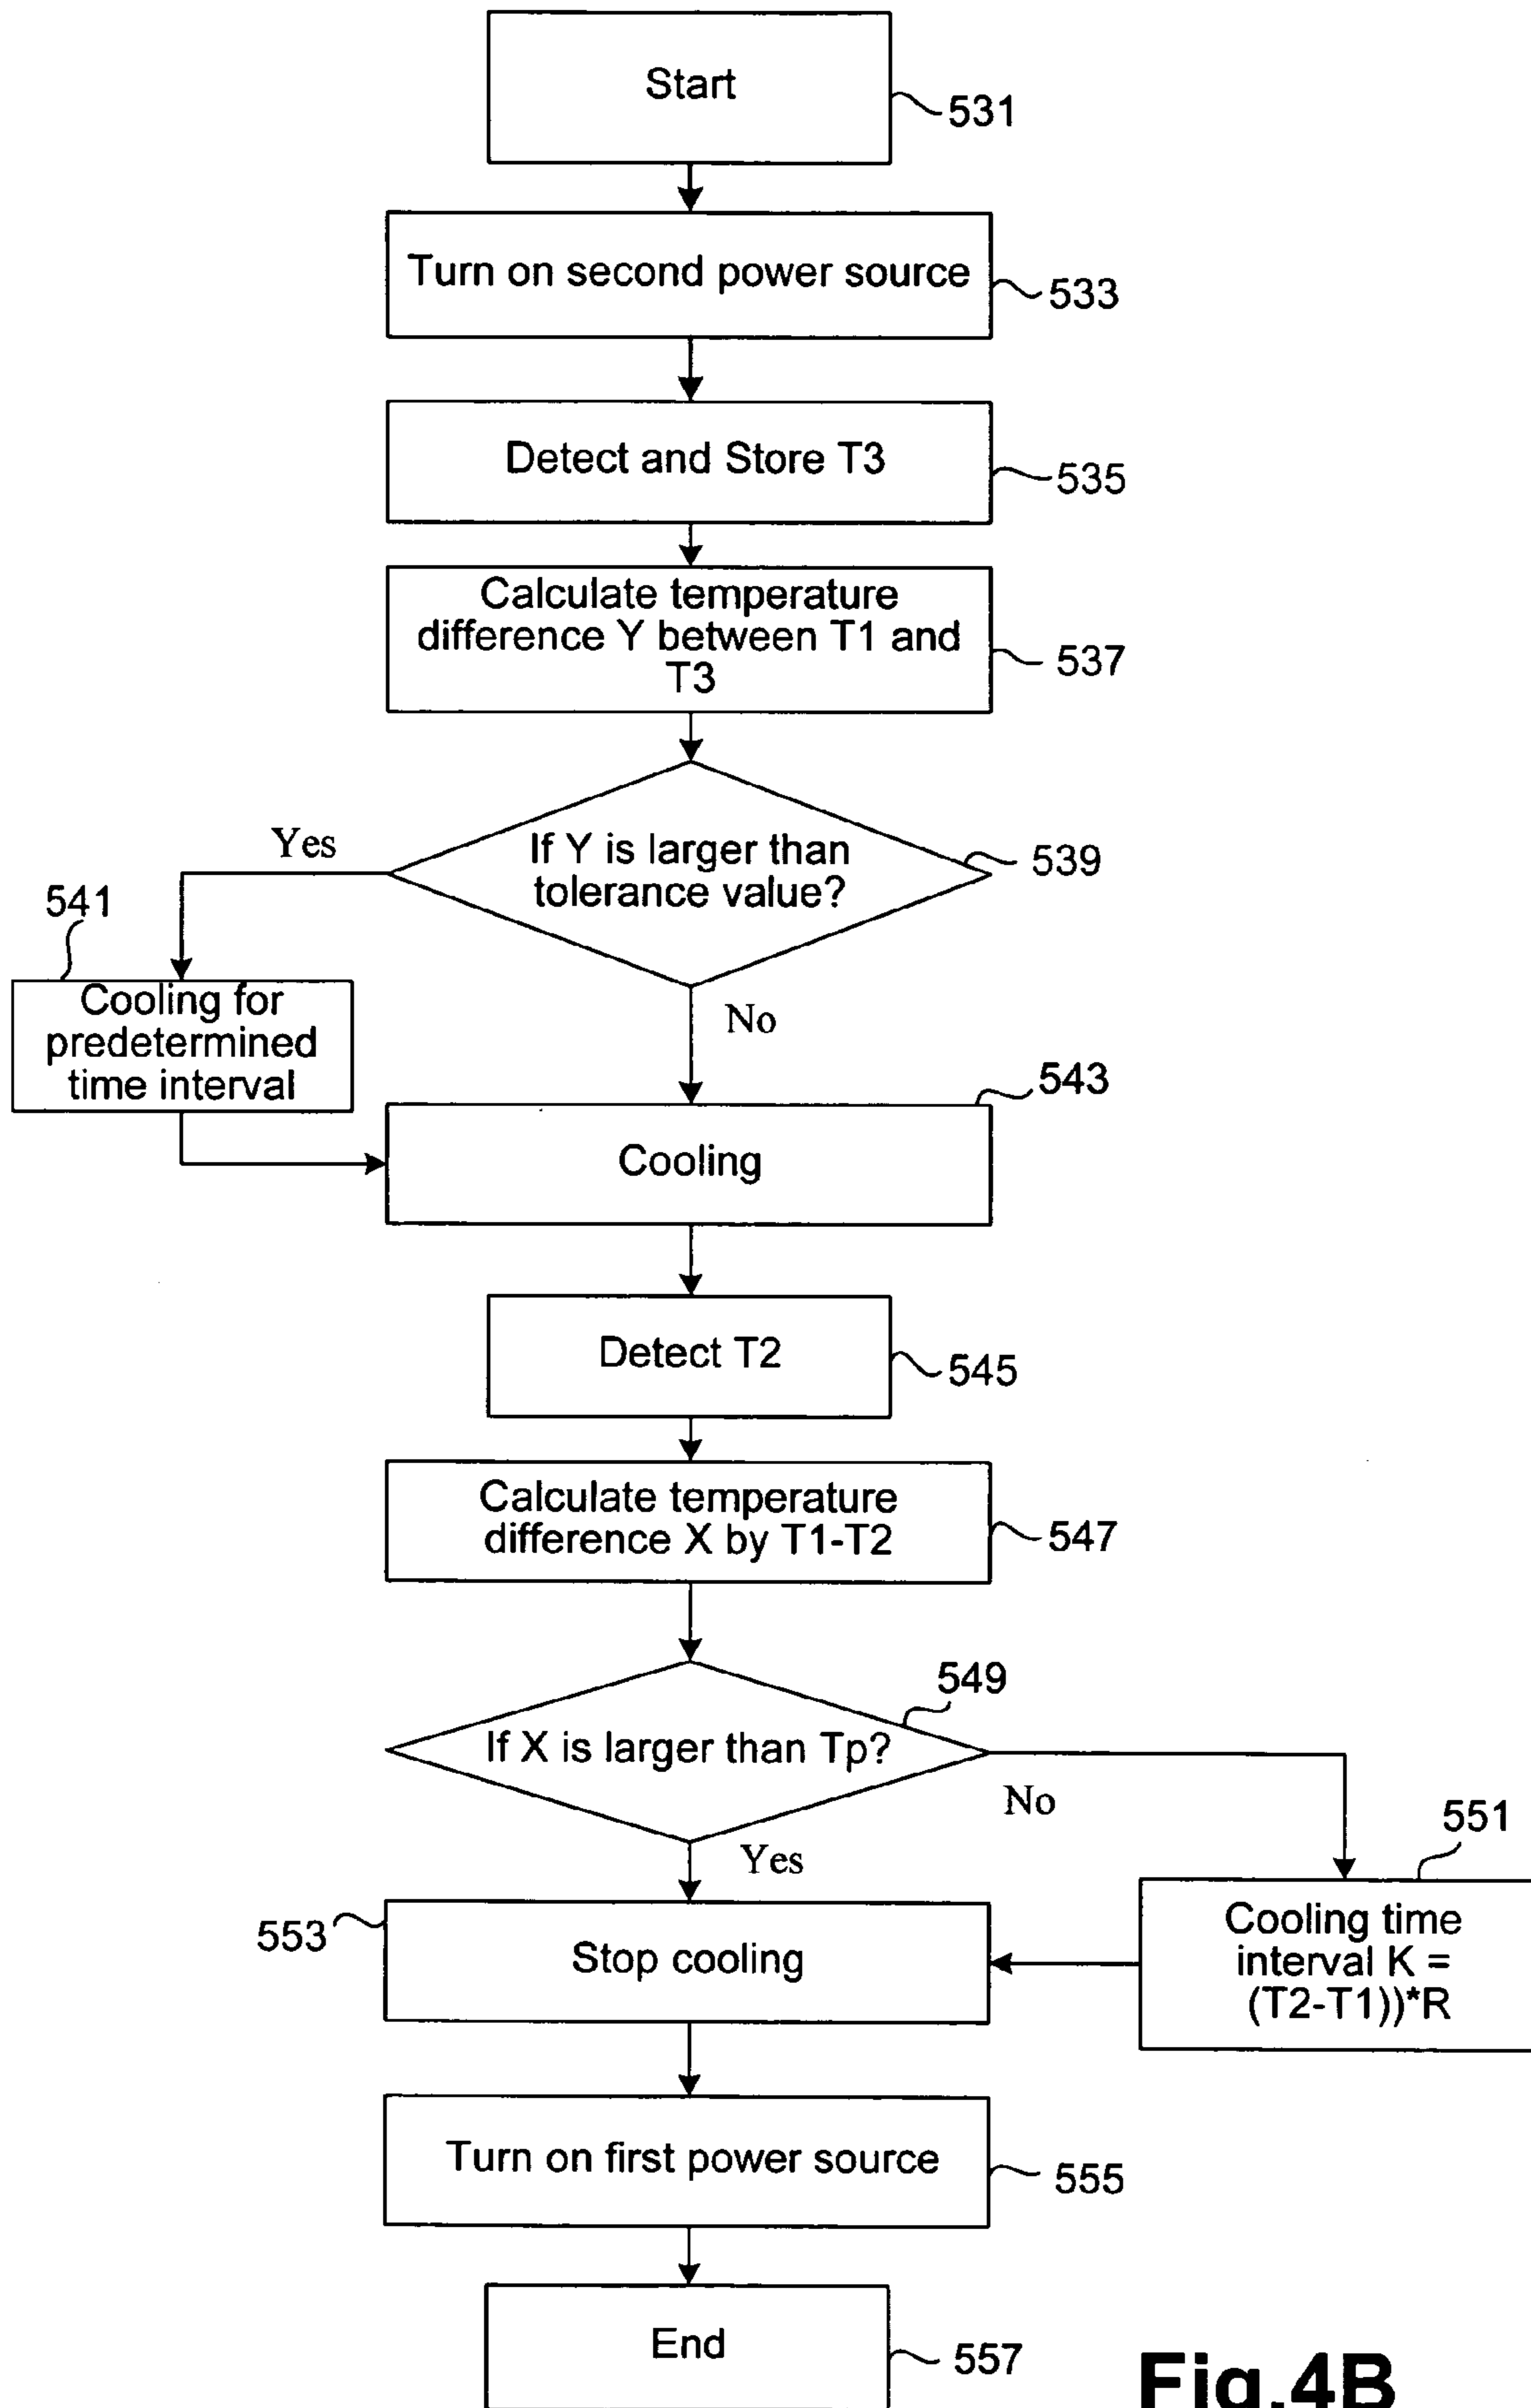 Start
531
Turn on second power source
533
Detect and Store T3
535
Calculate temperature
difference Y between T1 and
T3
537
If Y is larger than
tolerance value?
539
Yes
541
Cooling for
predetermined
time interval
No
543
Cooling
Detect T2
545
Calculate temperature
difference X by T1-T2
547
549
If X is larger than Tp?
No
551
Cooling time
interval K =
(T2-T1))*R
Yes
553
Stop cooling
Turn on first power source
555
End
557
Fig.4B